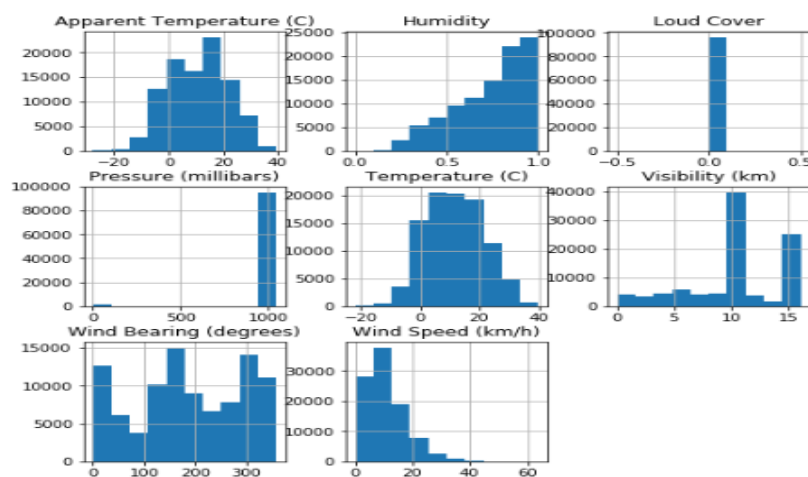 Apparent Temperature (C)
20000
15000
10000
5000
0
−20 0 20 40
Humidity
25000
20000
15000
10000
5000
0
0.0 0.5 1.0
Loud Cover
100000
80000
60000
40000
20000
0
−0.5 0.0 0.5
Pressure (millibars)
100000
80000
60000
40000
20000
0
0 500 1000
Temperature (C)
20000
15000
10000
5000
0
−20 0 20 40
Visibility (km)
40000
30000
20000
10000
0
0 5 10 15
Wind Bearing (degrees)
15000
10000
5000
0
0 100 200 300
Wind Speed (km/h)
30000
20000
10000
0
0 20 40 60